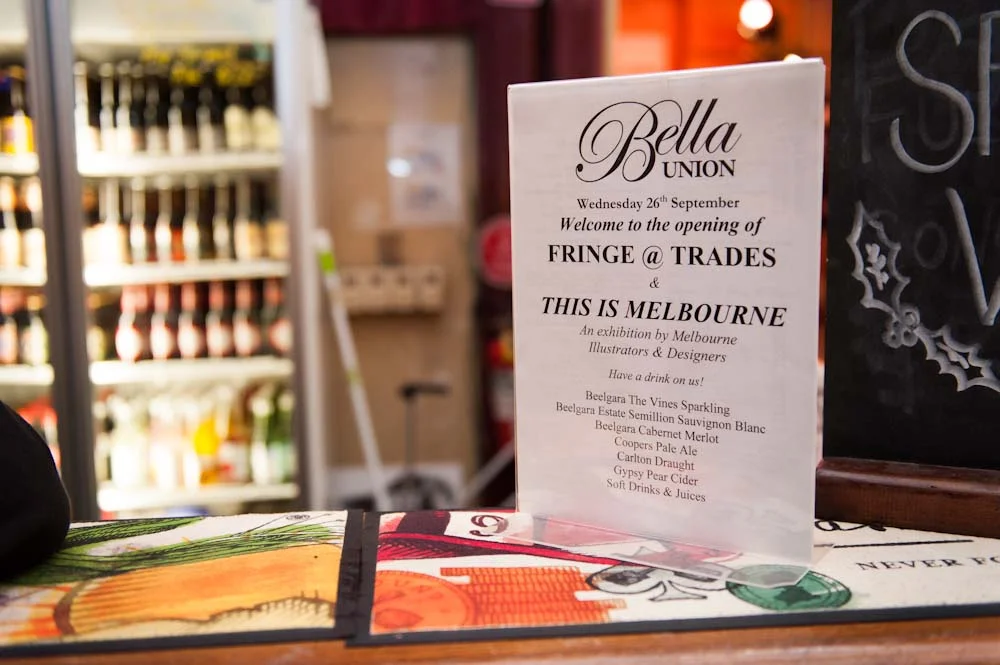 Bella
UNION
Wednesday 26th September
Welcome to the opening of
FRINGE @ TRADES
&
THIS IS MELBOURNE
An exhibition by Melbourne
Illustrators & Designers
Have a drink on us!
Beelgara The Vines Sparkling
Beelgara Estate Semillion Sauvignon Blanc
Beelgara Cabernet Merlot
Coopers Pale Ale
Carlton Draught
Gypsy Pear Cider
Soft Drinks & Juices
NEVER